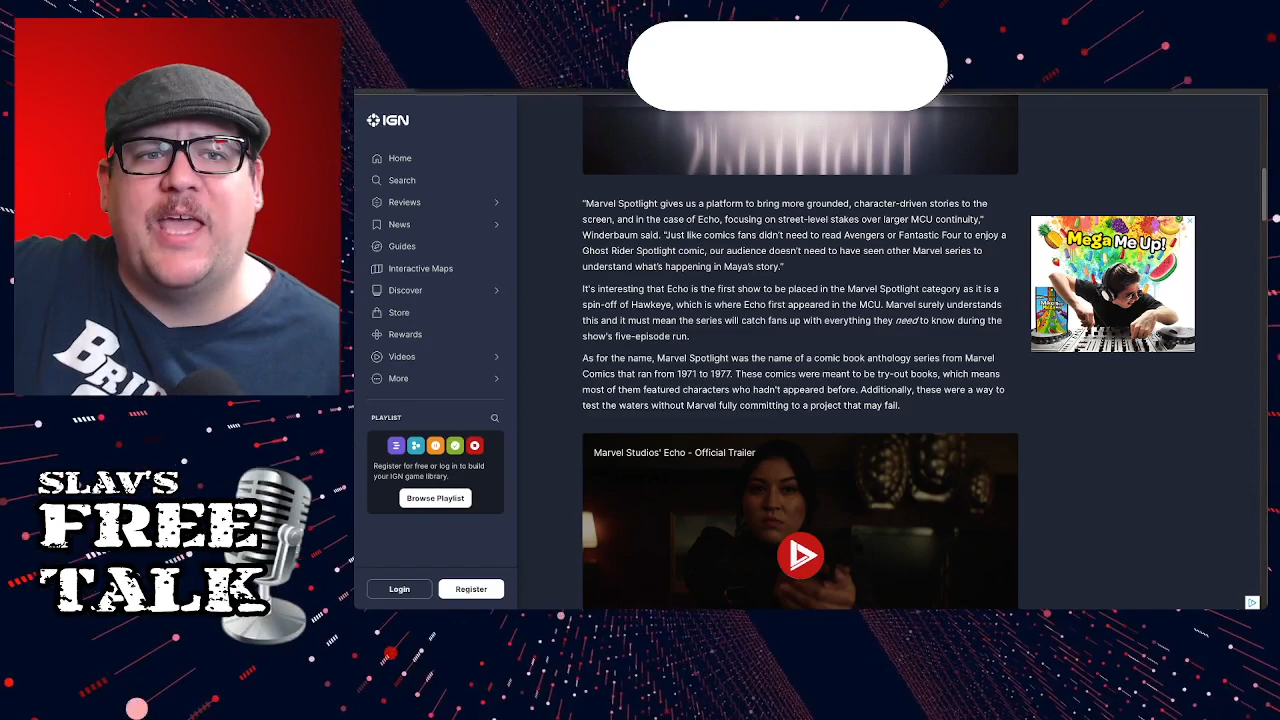 IGN
Home
Search
Reviews
News
Guides
Interactive Maps
Discover
Store
Rewards
Videos
More
PLAYLIST
Register for free or log in to build
your IGN game library.
Browse Playlist
Login
Register
"Marvel Spotlight gives us a platform to bring more grounded, character-driven stories to the
screen, and in the case of Echo, focusing on street-level stakes over larger MCU continuity,"
Winderbaum said. "Just like comics fans didn't need to read Avengers or Fantastic Four to enjoy a
Ghost Rider Spotlight comic, our audience doesn't need to have seen other Marvel series to
understand what's happening in Maya's story."
It's interesting that Echo is the first show to be placed in the Marvel Spotlight category as it is a
spin-off of Hawkeye, which is where Echo first appeared in the MCU. Marvel surely understands
this and it must mean the series will catch fans up with everything they need to know during the
show's five-episode run.
As for the name, Marvel Spotlight was the name of a comic book anthology series from Marvel
Comics that ran from 1971 to 1977. These comics were meant to be try-out books, which means
most of them featured characters who hadn't appeared before. Additionally, these were a way to
test the waters without Marvel fully committing to a project that may fail.
Marvel Studios' Echo - Official Trailer
Mega Me Up!
SLAV'S
FREE
TALK